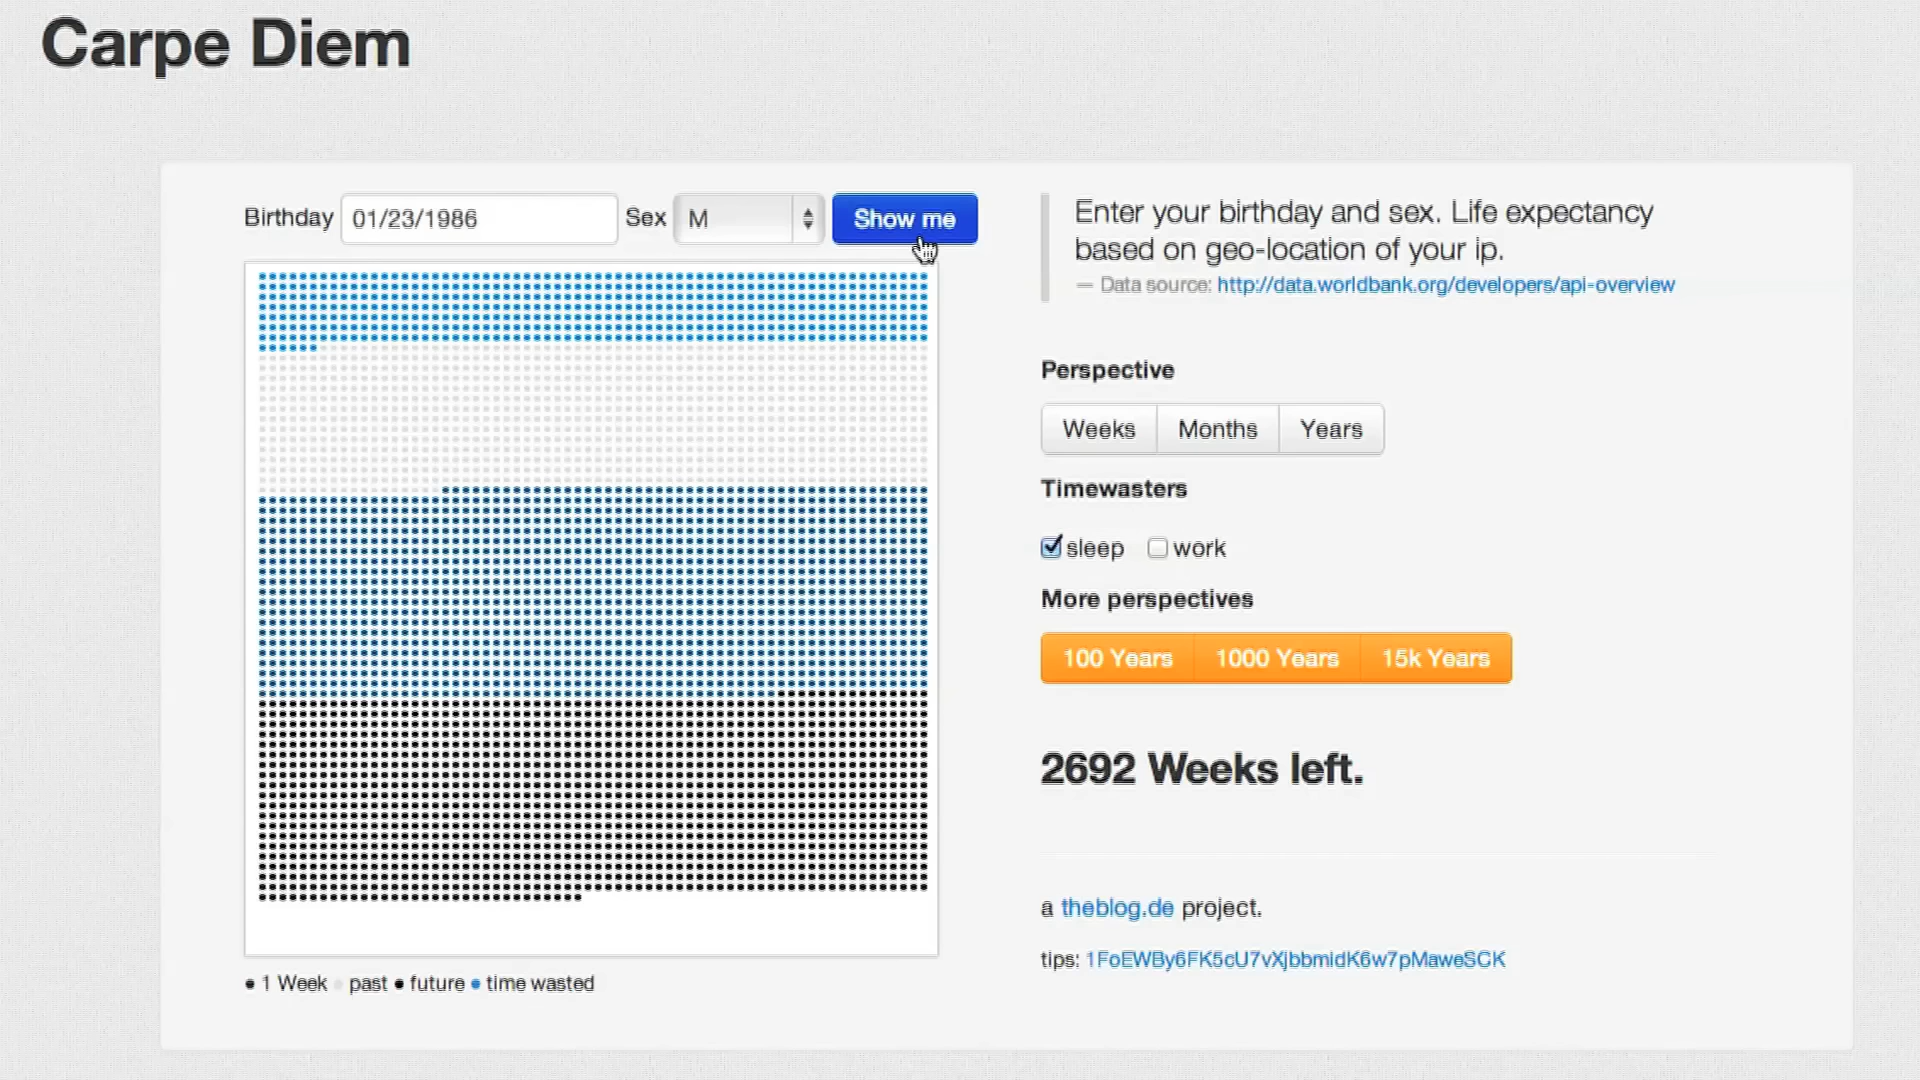 Carpe Diem
Birthday 01/23/1986 Sex M Show me
Enter your birthday and sex. Life expectancy
based on geo-location of your ip.
— Data source: http://data.worldbank.org/developers/api-overview
Perspective
Weeks Months Years
Timewasters
sleep work
More perspectives
100 Years 1000 Years 15k Years
2692 Weeks left.
a theblog.de project.
tips: 1FoEWBy6FK5cU7vXjbbmidK6w7pMaweSCK
1 Week past future time wasted